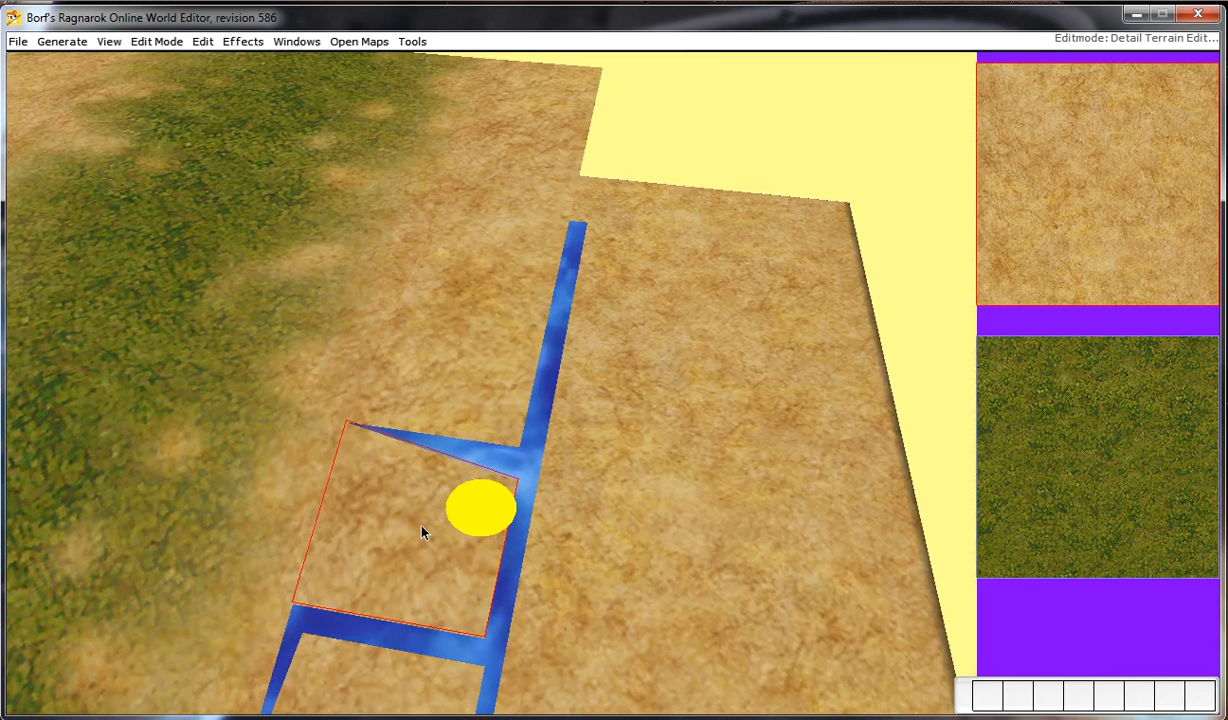 Borf's Ragnarok Online World Editor, revision 586
File Generate View Edit Mode Edit Effects Windows Open Maps Tools
Editmode: Detail Terrain Edit...